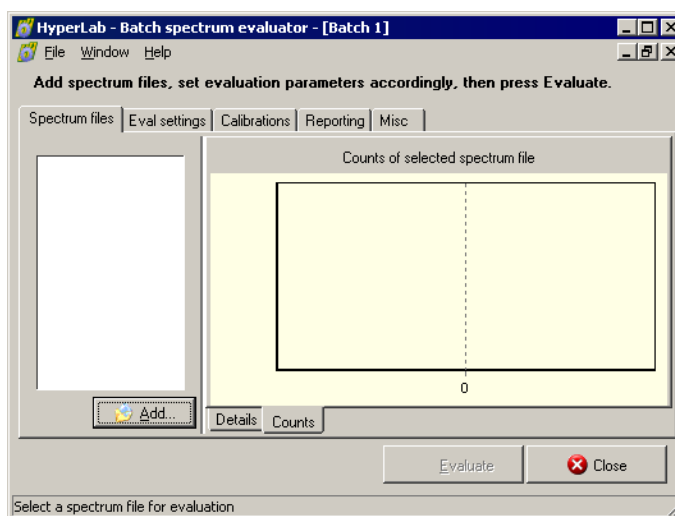 HyperLab - Batch spectrum evaluator - [Batch 1]
File Window Help
Add spectrum files, set evaluation parameters accordingly, then press Evaluate.
Spectrum files Eval settings Calibrations Reporting Misc
Counts of selected spectrum file
0
Add...
Details Counts
Evaluate Close
Select a spectrum file for evaluation